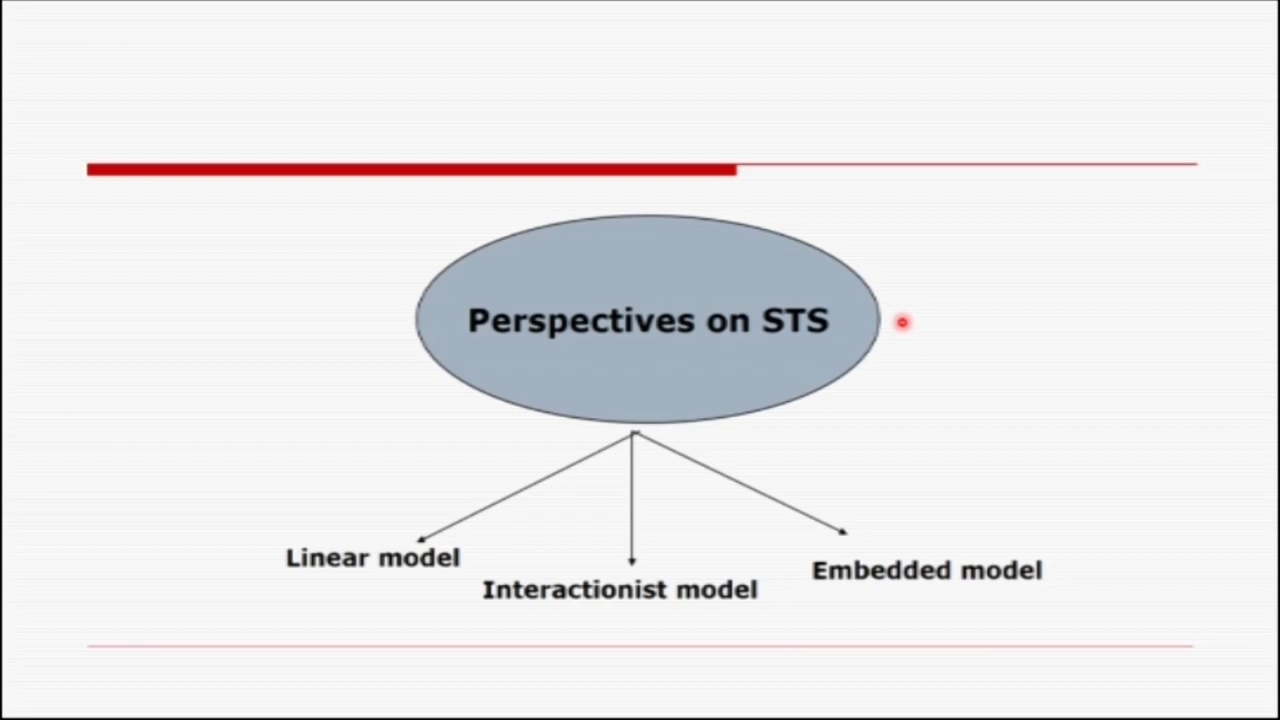 Perspectives on STS
Linear model
Interactionist model
Embedded model